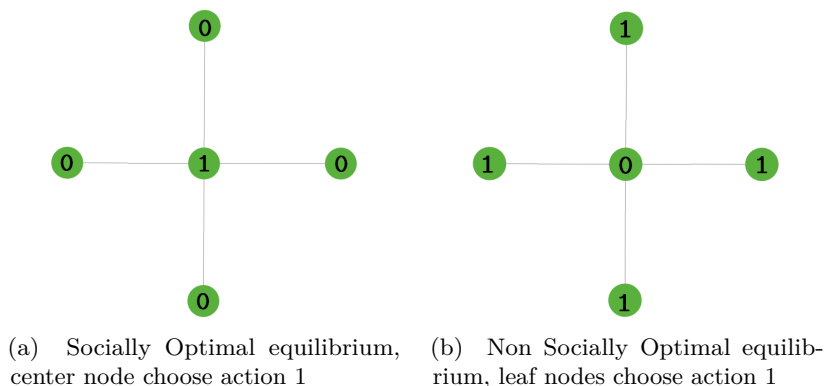 0
0 1 0
0
(a) Socially Optimal equilibrium,
center node choose action 1
1
1 0 1
1
(b) Non Socially Optimal equilib-
rium, leaf nodes choose action 1